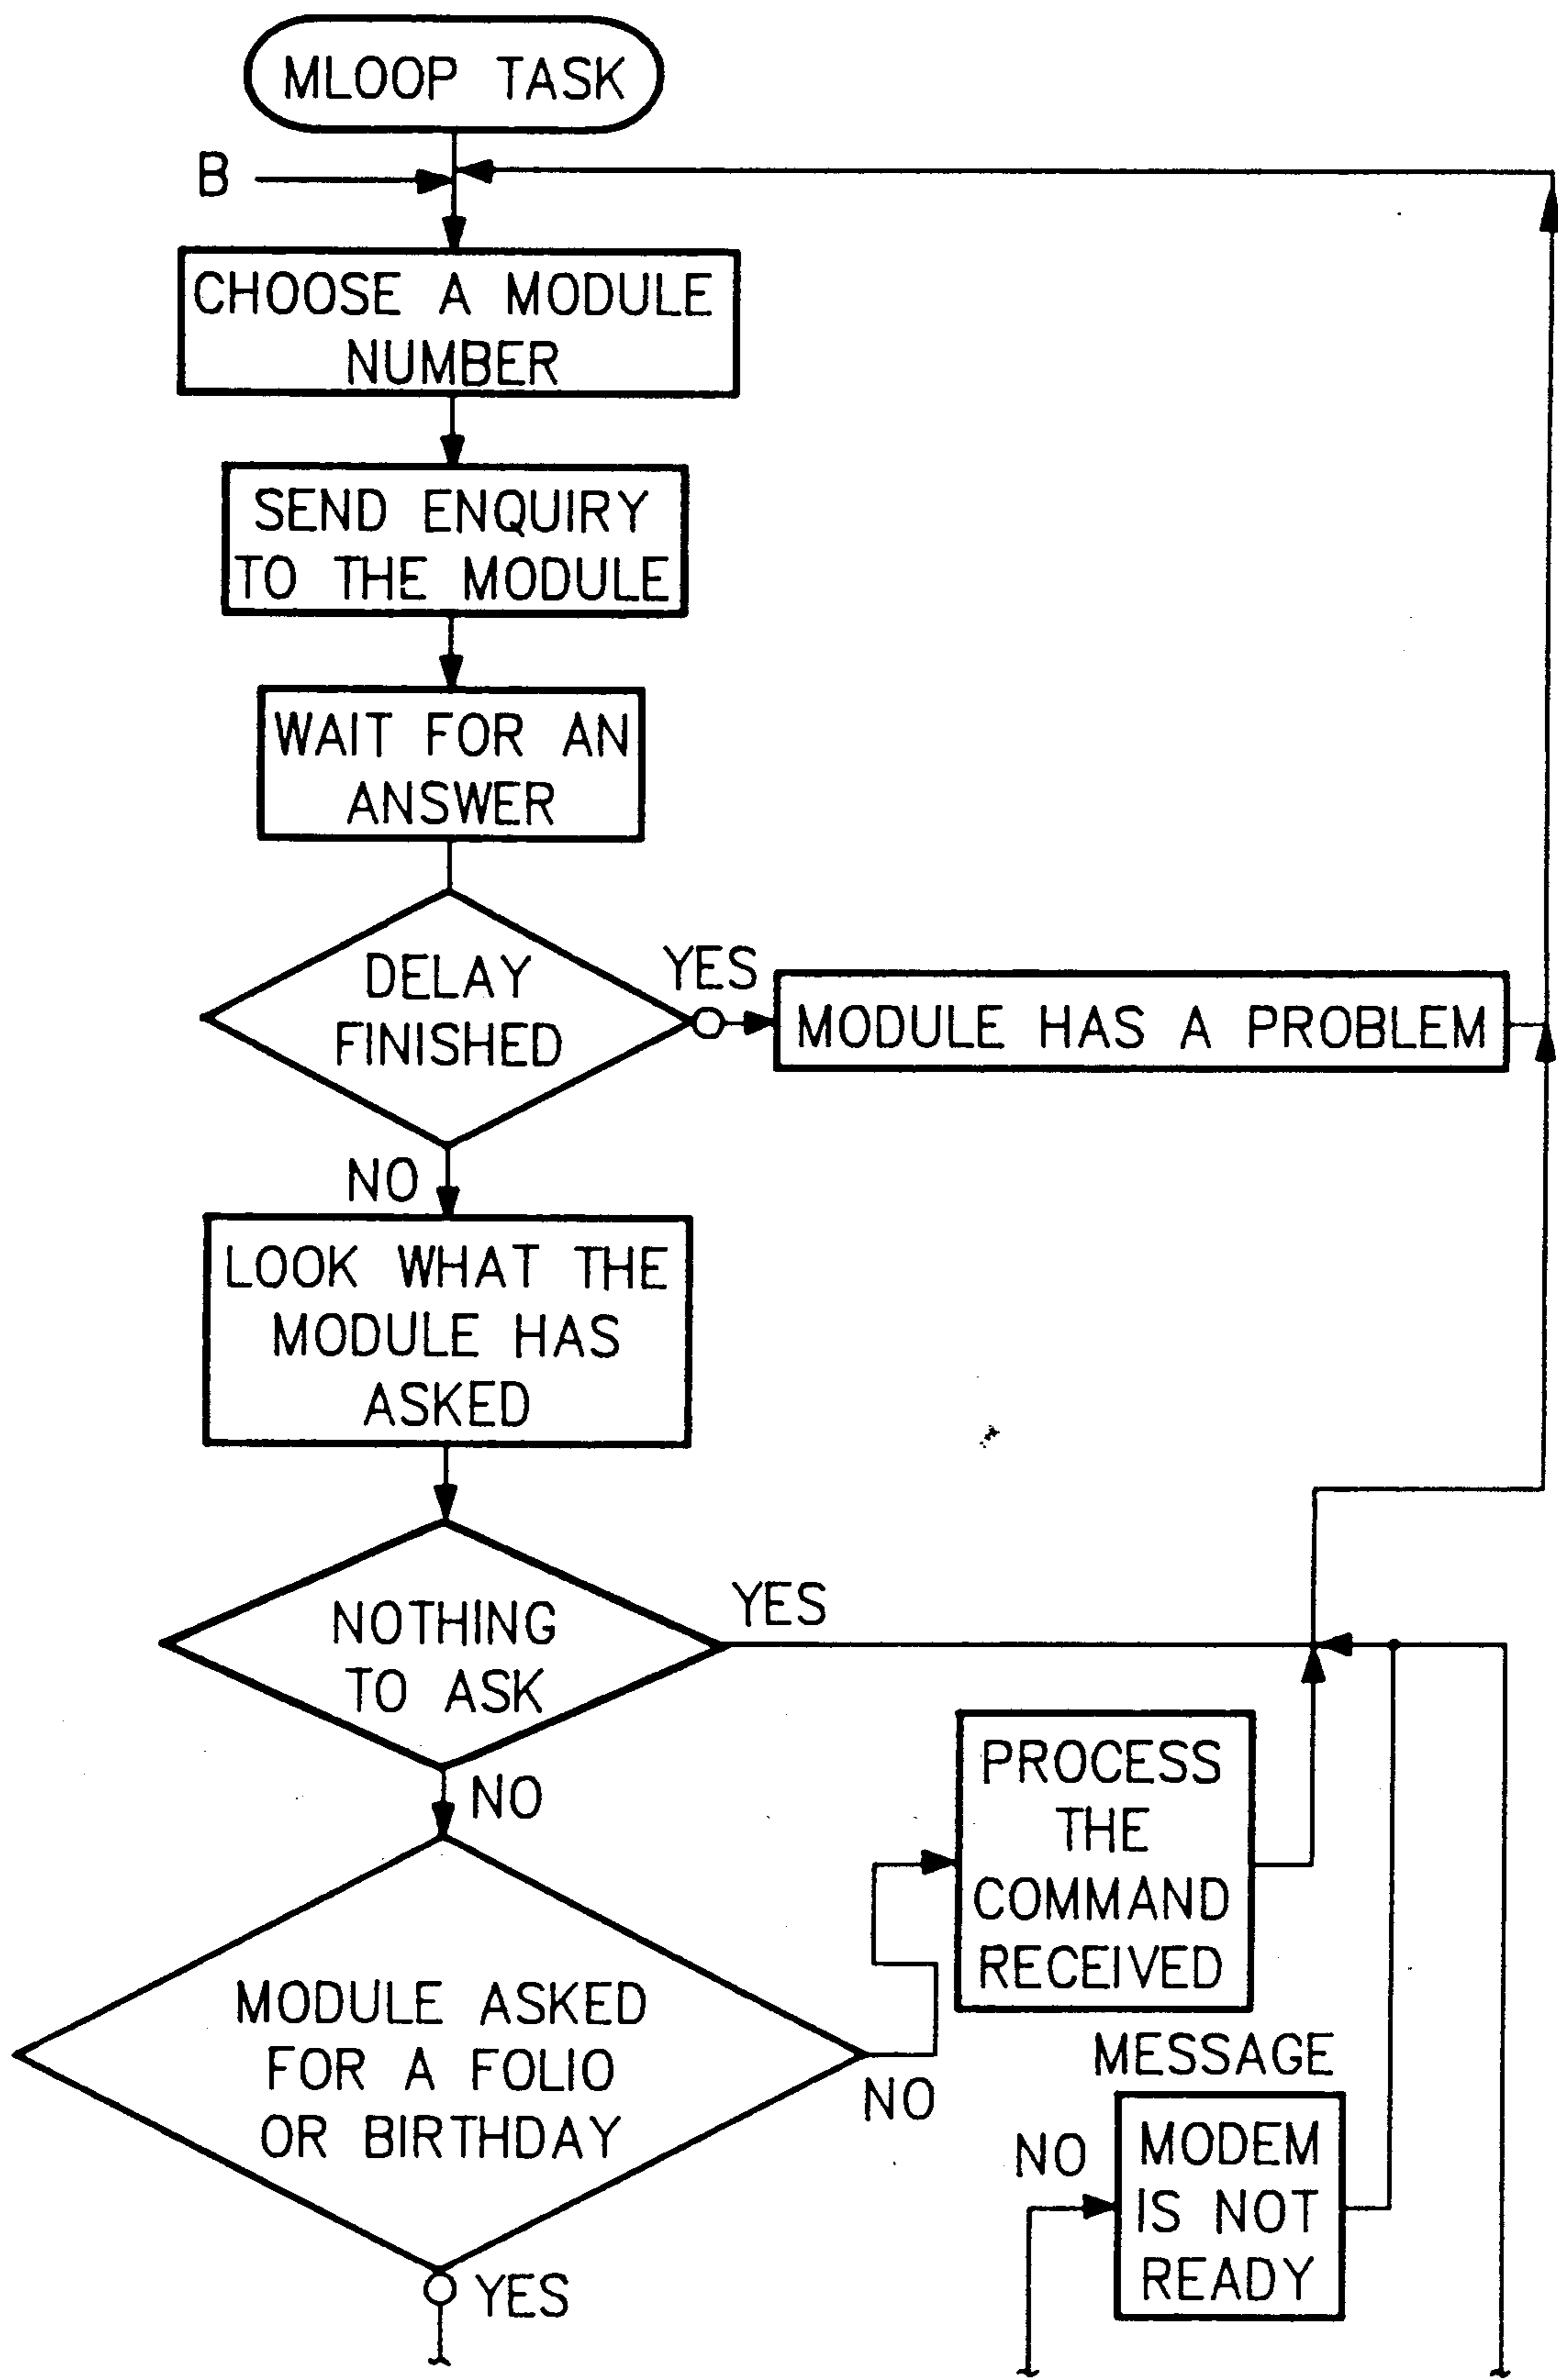 MLOOP TASK
B
CHOOSE A MODULE
NUMBER
SEND ENQUIRY
TO THE MODULE
WAIT FOR AN
ANSWER
DELAY
FINISHED
YES
MODULE HAS A PROBLEM
NO
LOOK WHAT THE
MODULE HAS
ASKED
NOTHING
TO ASK
YES
NO
PROCESS
THE
COMMAND
RECEIVED
MODULE ASKED
FOR A FOLIO
OR BIRTHDAY
NO
MESSAGE
NO
MODEM
IS NOT
READY
YES